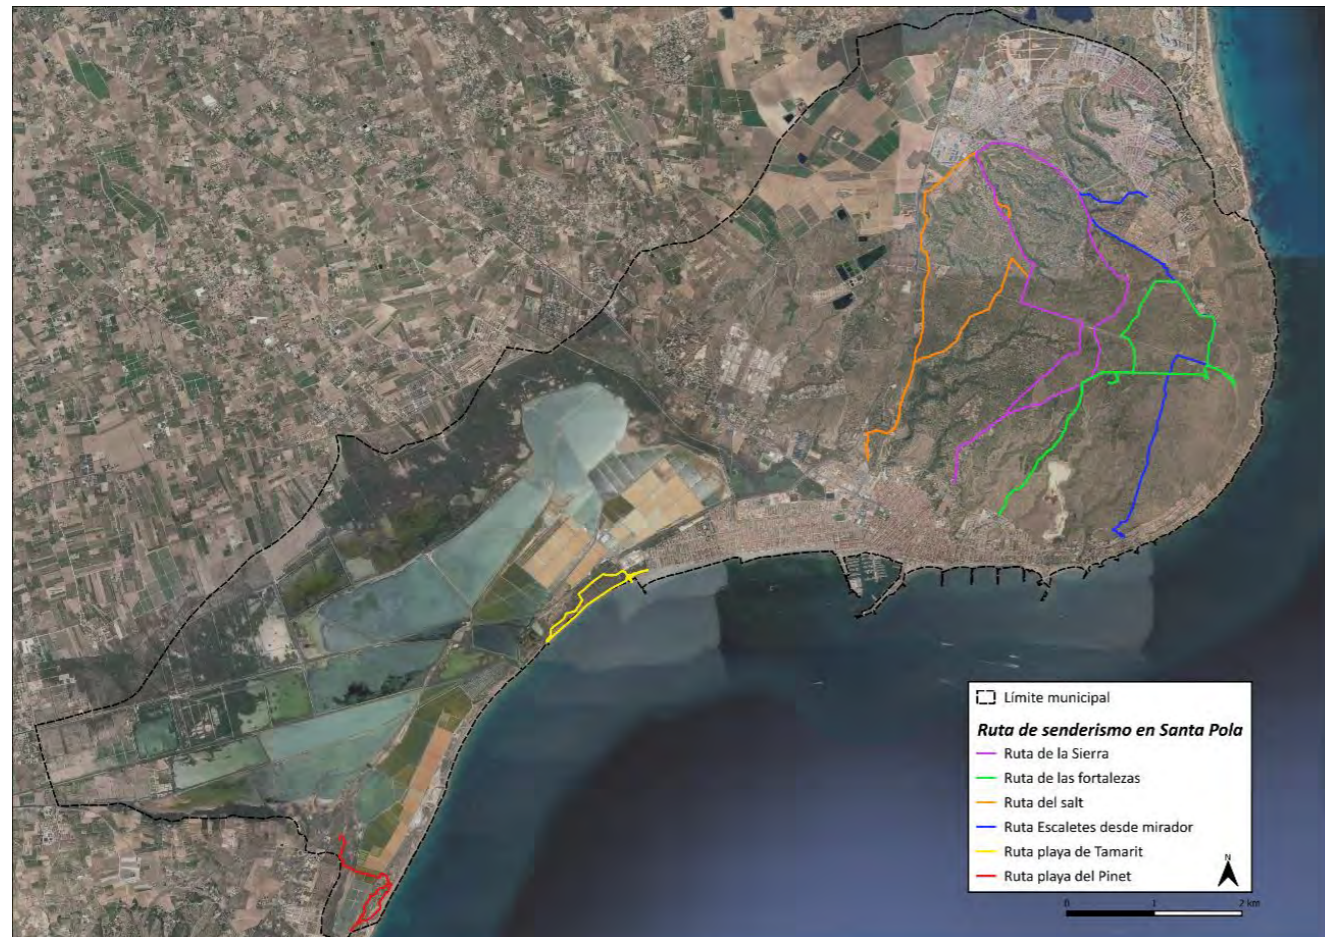 Límite municipal
Ruta de senderismo en Santa Pola
Ruta de la Sierra
Ruta de las fortalezas
Ruta del salt
Ruta Escaletes desde mirador
Ruta playa de Tamarit
Ruta playa del Pinet
N
0 1 2 km